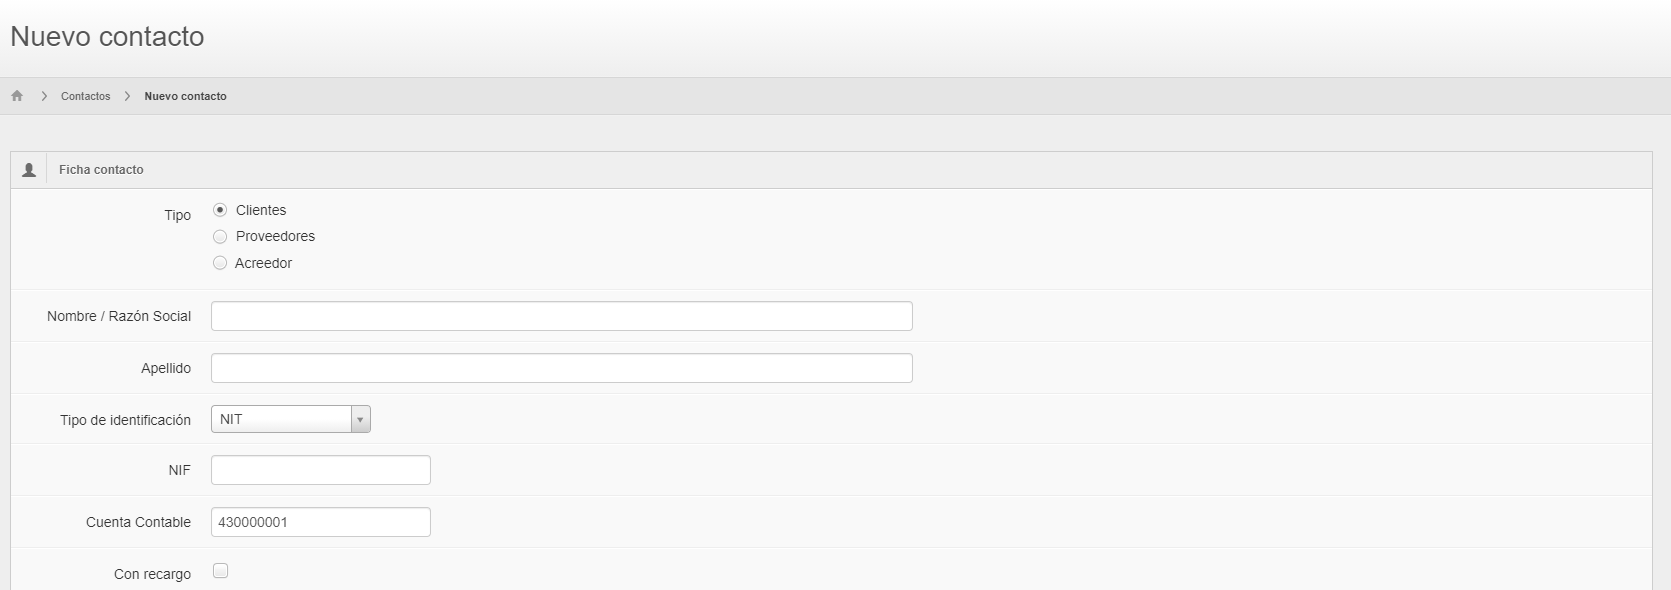 Nuevo contacto
Contactos
Nuevo contacto
Ficha contacto
Tipo
Clientes
Proveedores
Acreedor
Nombre / Razón Social
Apellido
Tipo de identificación
NIT
NIF
Cuenta Contable
430000001
Con recargo